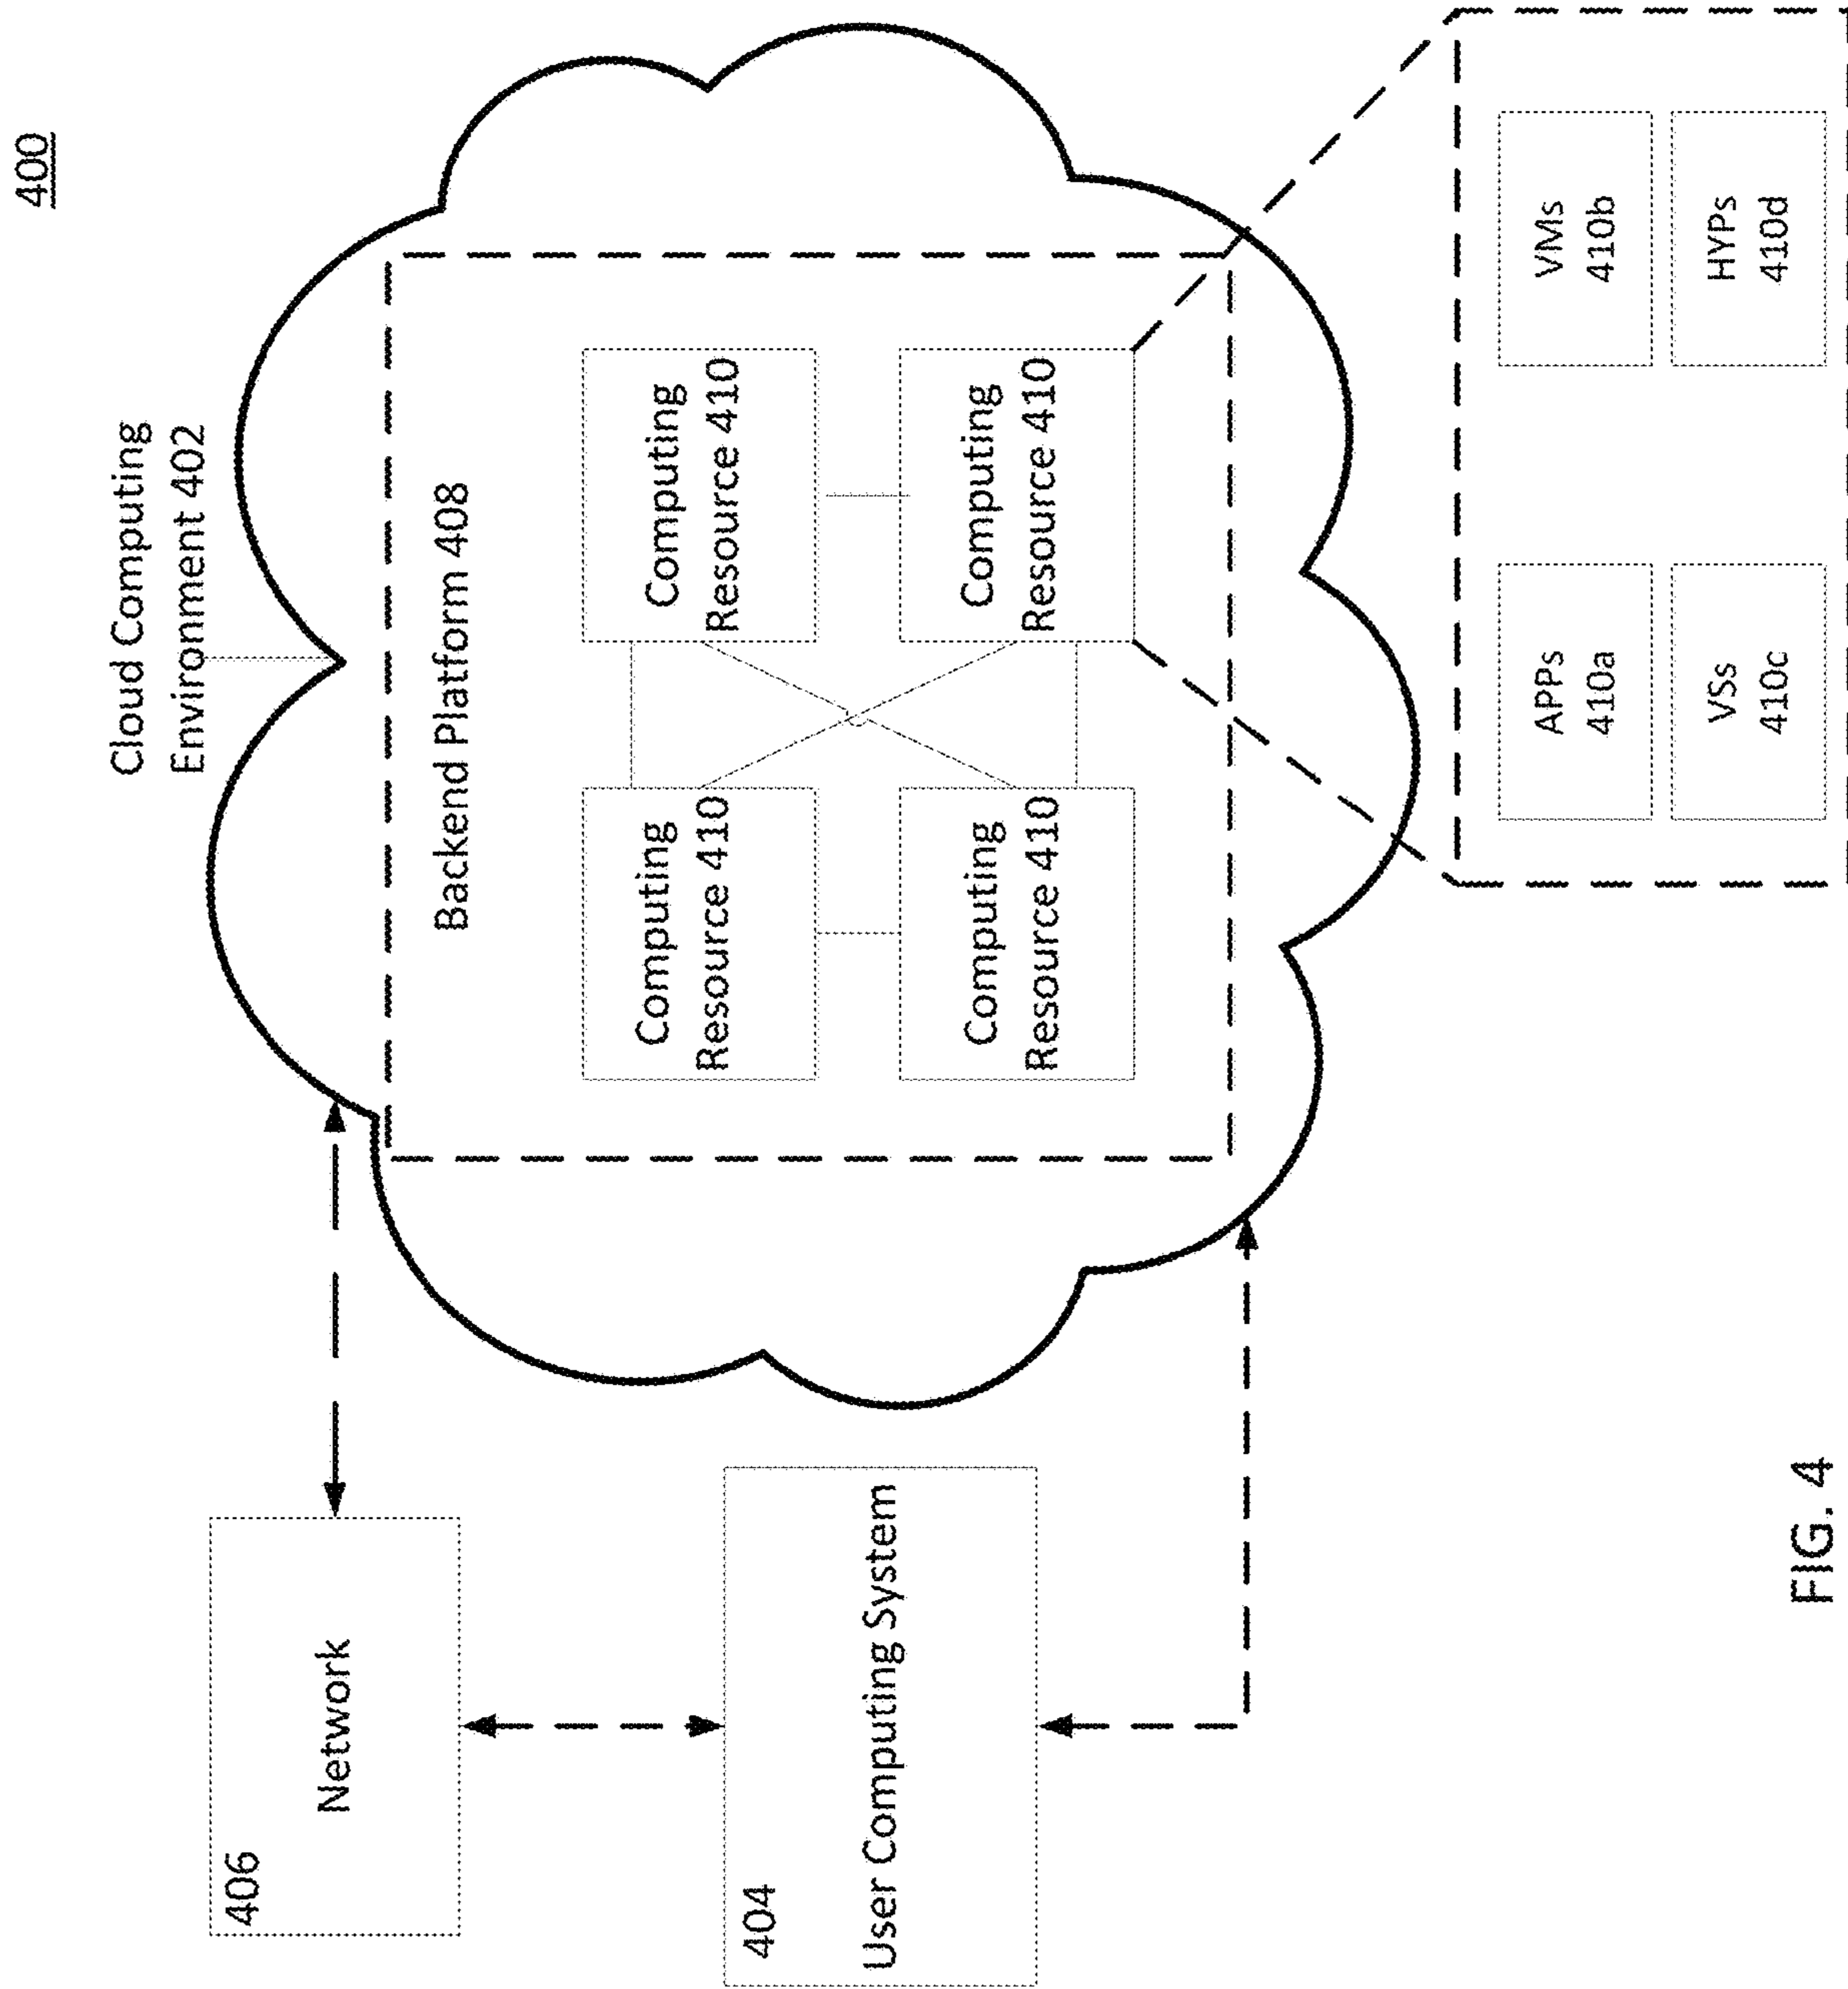 400
Cloud Computing
Environment 402
406
Network
404
User Computing System
Backend Platform 408
Computing
Resource 410
Computing
Resource 410
Computing
Resource 410
Computing
Resource 410
APPs
410a
VMs
410b
VSs
410c
HYPs
410d
FIG. 4